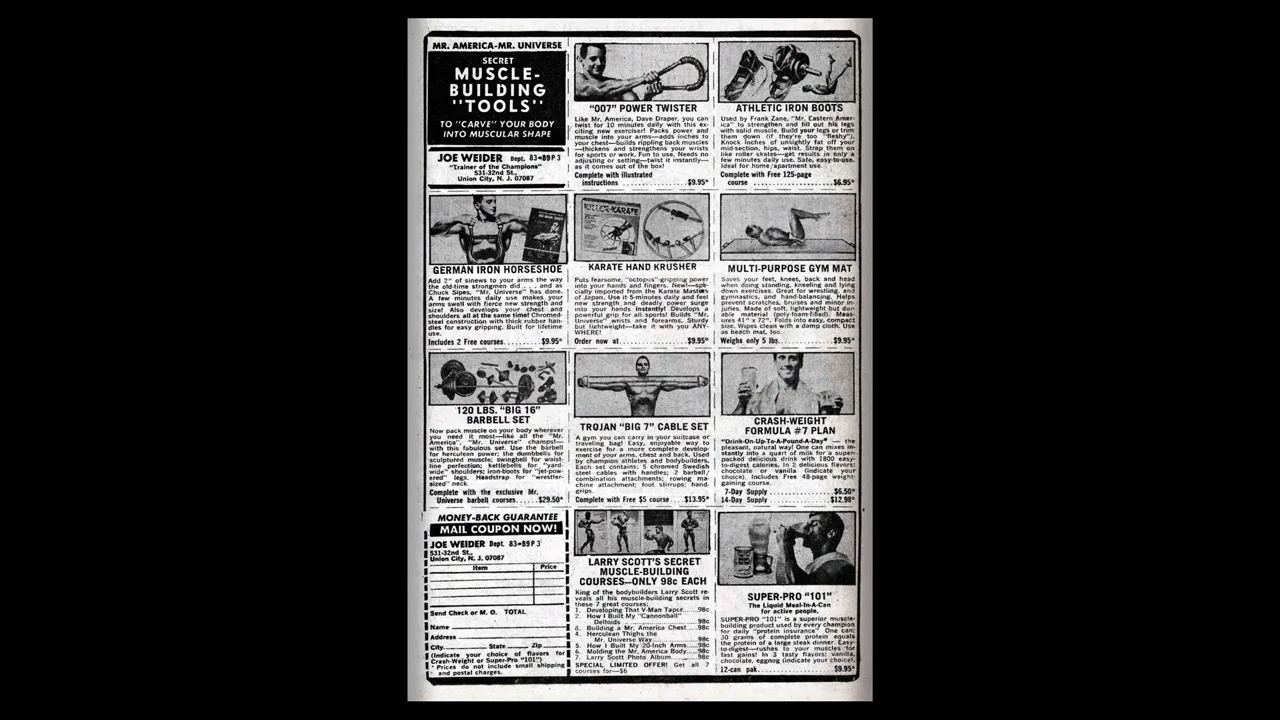 MR. AMERICA-MR. UNIVERSE
SECRET
MUSCLE-
BUILDING
"TOOLS"
TO "CARVE" YOUR BODY
INTO MUSCULAR SHAPE
JOE WEIDER Dept. 83-89P3
"Trainer of the Champions"
531-32nd St.,
Union City, N. J. 07087
"007" POWER TWISTER
Like Mr. America, Dave Draper, you can
twist for 10 minutes daily with this ex-
citing new exerciser! Packs power and
muscle into your arms—adds inches to
your chest—builds rippling back muscles
—thickens and strengthens your wrists
for sports or work. Fun to use, Needs no
adjusting or setting—twist it instantly—
as it comes out of the box!
Complete with illustrated
instructions ............$9.95*
ATHLETIC IRON BOOTS
Used by Frank Zane, "Mr. Eastern Amer-
ica" to strengthen and fill out his legs
with solid muscle. Build your legs or trim
them down (if they're too "fleshy").
Knock inches of unsightly fat off your
mid-section, hips, waist. Strap them on
like roller skates—get results in only a
few minutes daily use. Safe, easy-to-use.
Ideal for home/apartment use.
Complete with Free 125-page
course ..................$6.95*
GERMAN IRON HORSESHOE
Add 2" of sinews to your arms the way
the old-time strongmen did . . . and as
Chuck Sipes, "Mr. Universe" has done.
A few minutes daily use makes your
arms swell with fierce new strength and
size! Also develops your chest and
shoulders all at the same time! Chromed-
steel construction with thick rubber han-
dles for easy gripping. Built for lifetime
use.
Includes 2 Free courses..........$9.95*
KILLER-KARATE
KARATE HAND KRUSHER
Puts fearsome, "octopus"-gripping power
into your hands and fingers. New!—spe-
cially imported from the Karate Masters
of Japan. Use it 5-minutes daily and feel
new strength and deadly power surge
into your hands instantly! Develops a
powerful grip for all sports! Builds "Mr.
Universe" wrists and forearms. Sturdy
but lightweight—take it with you ANY-
WHERE!
Order now at..................$9.95*
MULTI-PURPOSE GYM MAT
Saves your feet, knees, back and head
when doing standing, kneeling and lying
down exercises. Great for wrestling, and
gymnastics, and hand-balancing. Helps
prevent scratches, bruises and minor in-
juries. Made of soft, lightweight but dur-
able material (poly-foam-filled). Meas-
ures 41" x 72". Folds into easy, compact
size. Wipes clean with a damp cloth. Use
as beach mat, too.
Weighs only 5 lbs..............$9.95*
120 LBS. "BIG 16"
BARBELL SET
Now pack muscle on your body wherever
you need it most—like all the "Mr.
America", "Mr. Universe" champs!—
with this fabulous set. Use the barbell
for herculean power; the dumbbells for
sculptured muscle; swingbell for waist-
line perfection; kettlebells for "yard-
wide" shoulders; iron-boots for "jet-pow-
ered" legs. Headstrap for "wrestler-
sized" neck.
Complete with the exclusive Mr.
Universe barbell courses......$29.50*
TROJAN "BIG 7" CABLE SET
A gym you can carry in your suitcase or
traveling bag! Easy, enjoyable way to
exercise for a more complete develop-
ment of your arms, chest and back. Used
by champion athletes and bodybuilders.
Each set contains: 5 chromed Swedish
steel cables with handles; 2 barbell/
combination attachments; rowing ma-
chine attachment; foot stirrups; hand-
grips.
Complete with Free $5 course ....$13.95*
CRASH-WEIGHT
FORMULA #7 PLAN
"Drink-On-Up-To-A-Pound-A-Day" — the
pleasant, natural way! One can mixes in-
stantly into a quart of milk for a super-
packed delicious drink with 1800 easy-
to-digest calories. In 2 delicious flavors:
chocolate or vanilla (indicate your
choice). Includes Free 48-page weight-
gaining course.
7-Day Supply ..................$6.50*
14-Day Supply ................$12.98*
MONEY-BACK GUARANTEE
MAIL COUPON NOW!
JOE WEIDER Dept. 83-89P3
531-32nd St.,
Union City, N. J. 07087
Item Price
Send Check or M. O. TOTAL
Name
Address
City State Zip
(Indicate your choice of flavors for
Crash-Weight or Super-Pro "101")
* Prices do not include small shipping
and postal charges.
LARRY SCOTT'S SECRET
MUSCLE-BUILDING
COURSES—ONLY 98c EACH
King of the bodybuilders Larry Scott re-
veals all his muscle-building secrets in
these 7 great courses:
1. Developing That V-Man Taper....98c
2. How I Built My "Cannonball"
Deltoids ........................98c
3. Building a Mr. America Chest....98c
4. Herculean Thighs the
Mr. Universe Way..............98c
5. How I Built My 20-Inch Arms....98c
6. Molding the Mr. America Body....98c
7. Larry Scott Photo Album ......98c
SPECIAL LIMITED OFFER! Get all 7
courses for—$6
SUPER-PRO "101"
The Liquid Meal-In-A-Can
for active people.
SUPER-PRO "101" is a superior muscle-
building product used by every champion
for daily "protein insurance" One can:
30 grams of complete protein equals
the protein of a large steak dinner. Easy-
to-digest—rushes to your muscles for
fast gains! In 3 tasty flavors: vanilla,
chocolate, eggnog (indicate your choice).
12-can pak....................$9.95*